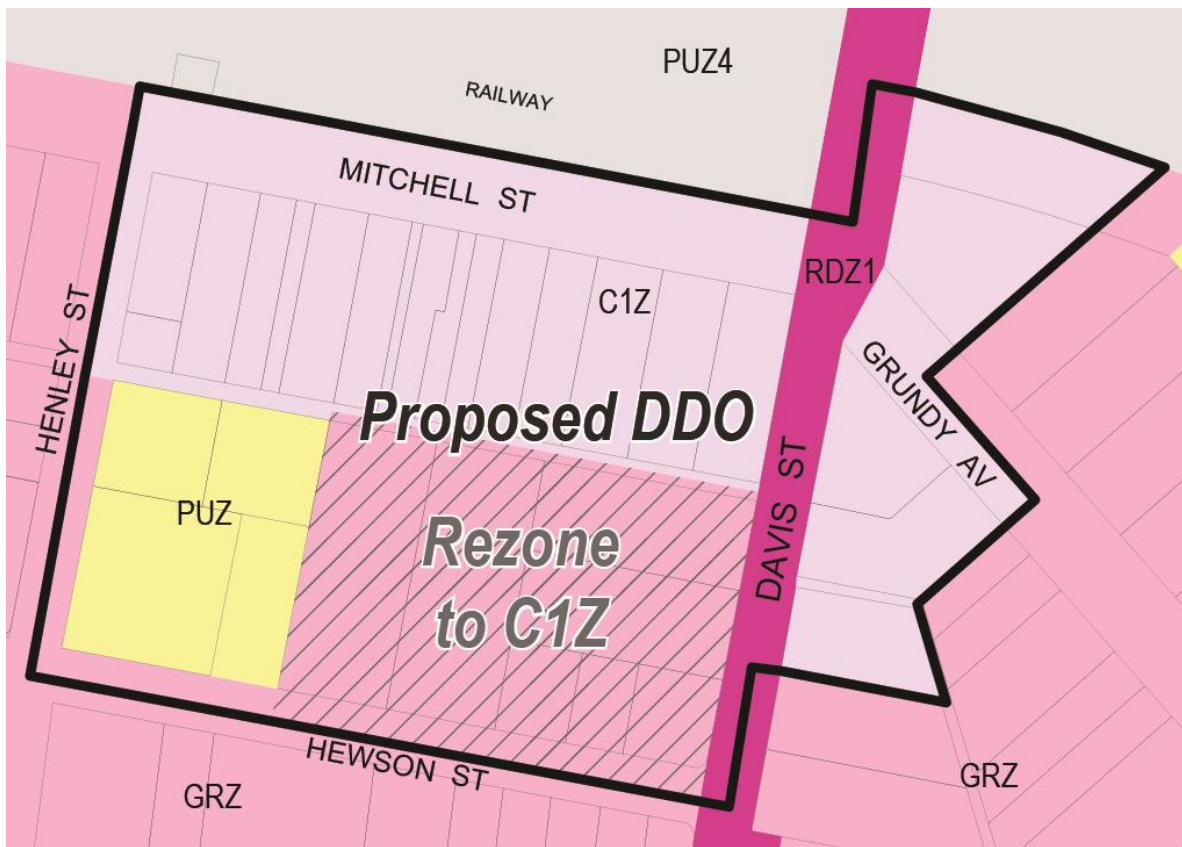 PUZ4
RAILWAY
MITCHELL ST
RDZ1
C1Z
HENLEY ST
GRUNDY AV
Proposed DDO
DAVIS ST
PUZ
Rezone
to C1Z
HEWSON ST
GRZ
GRZ